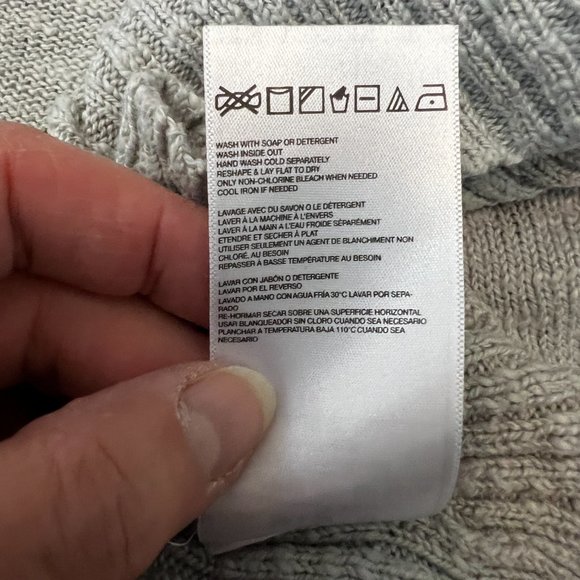 WASH WITH SOAP OR DETERGENT
WASH INSIDE OUT
HAND WASH COLD SEPARATELY
RESHAPE & LAY FLAT TO DRY
ONLY NON-CHLORINE BLEACH WHEN NEEDED
COOL IRON IF NEEDED
LAVAGE AVEC DU SAVON O LE DÉTERGENT
LAVER À LA MACHINE À L'ENVERS
LAVER À LA MAIN A L'EAU FROIDE SÉPARÉMENT
ETENDRE ET SECHER À PLAT
UTILISER SEULEMENT UN AGENT DE BLANCHIMENT NON
CHLORÉ, AU BESOIN
REPASSER À BASSE TEMPÉRATURE AU BESOIN
LAVAR CON JABÓN O DETERGENTE
LAVAR POR EL REVERSO
LAVADO A MANO CON AGUA FRÍA 30°C LAVAR POR SEPA-
RADO
RE-HORMAR SECAR SOBRE UNA SUPERFICIE HORIZONTAL
USAR BLANQUEADOR SIN CLORO CUANDO SEA NECESARIO
PLANCHAR A TEMPERATURA BAJA 110°C CUANDO SEA
NECESARIO